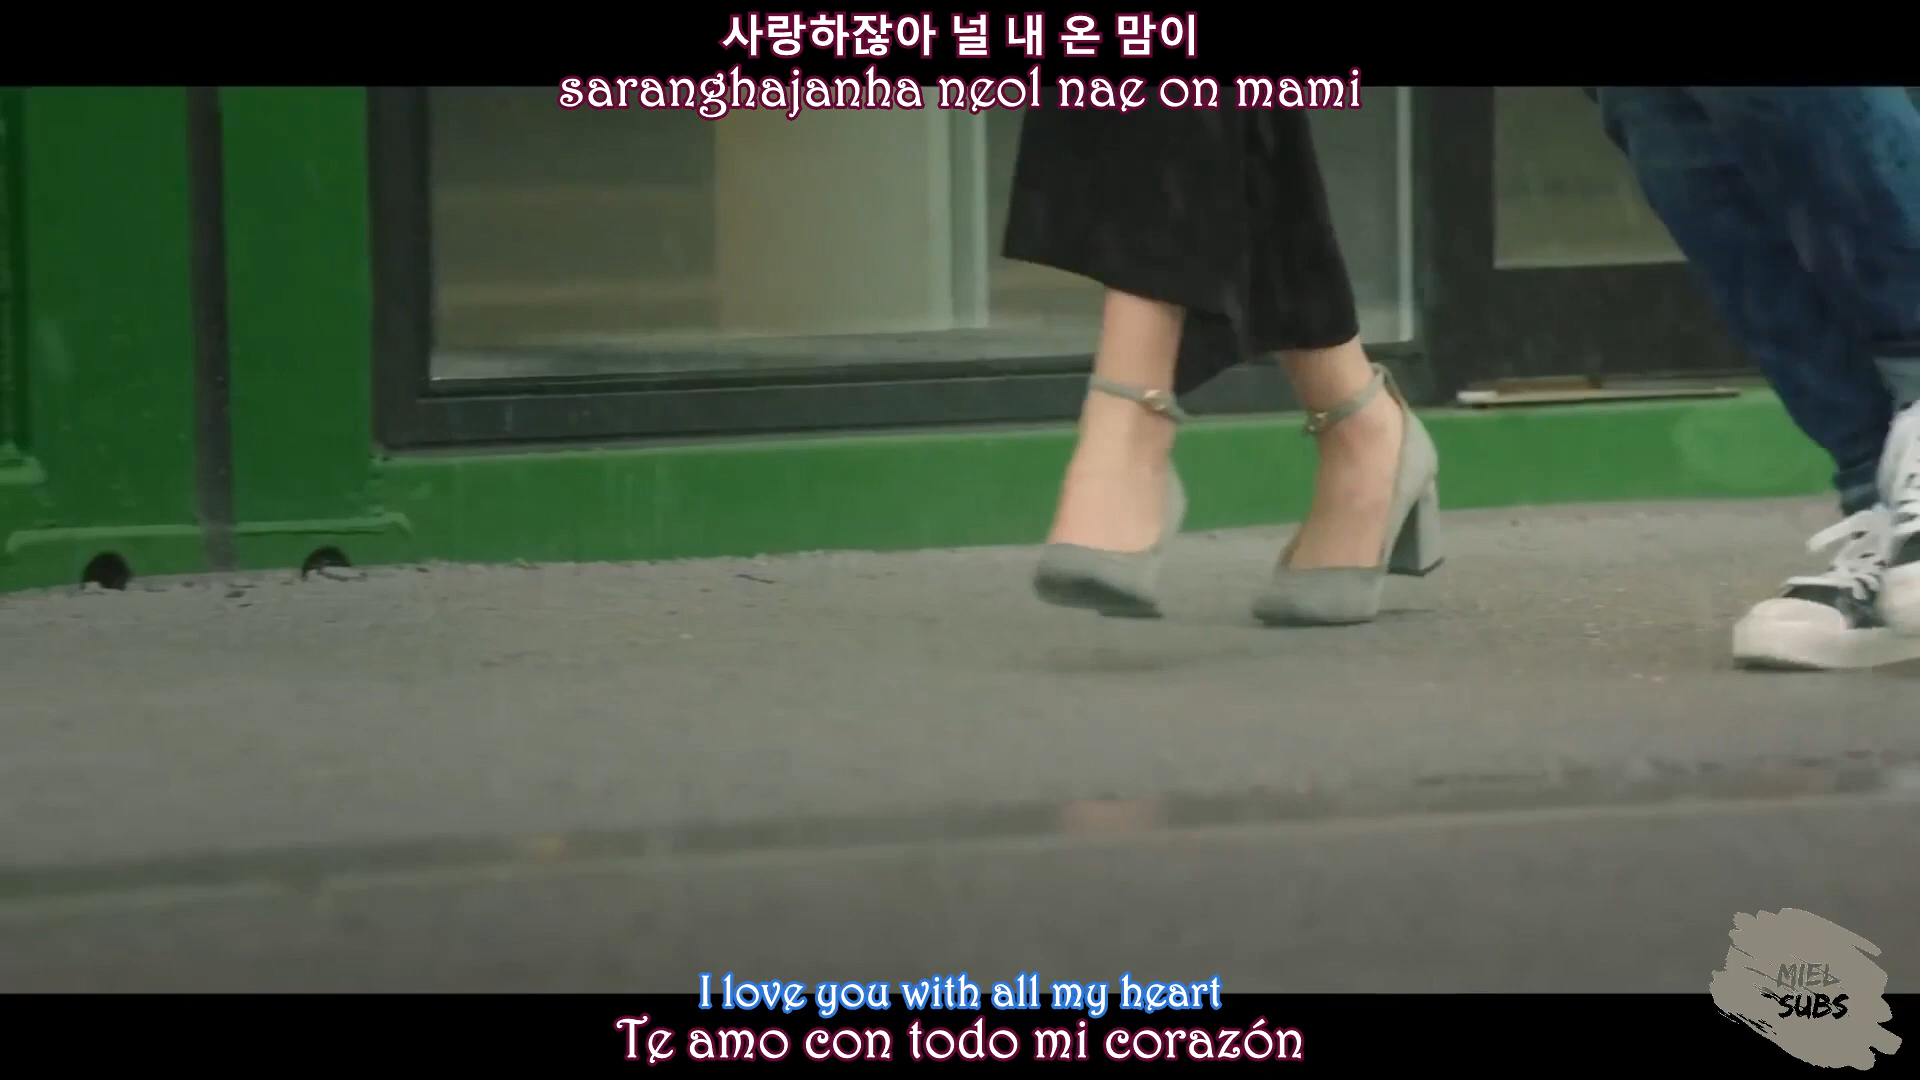 사랑하잖아 널 내 온 맘이
saranghajanha neol nae on mami
I love you with all my heart
Te amo con todo mi corazón
MIEL
SUBS